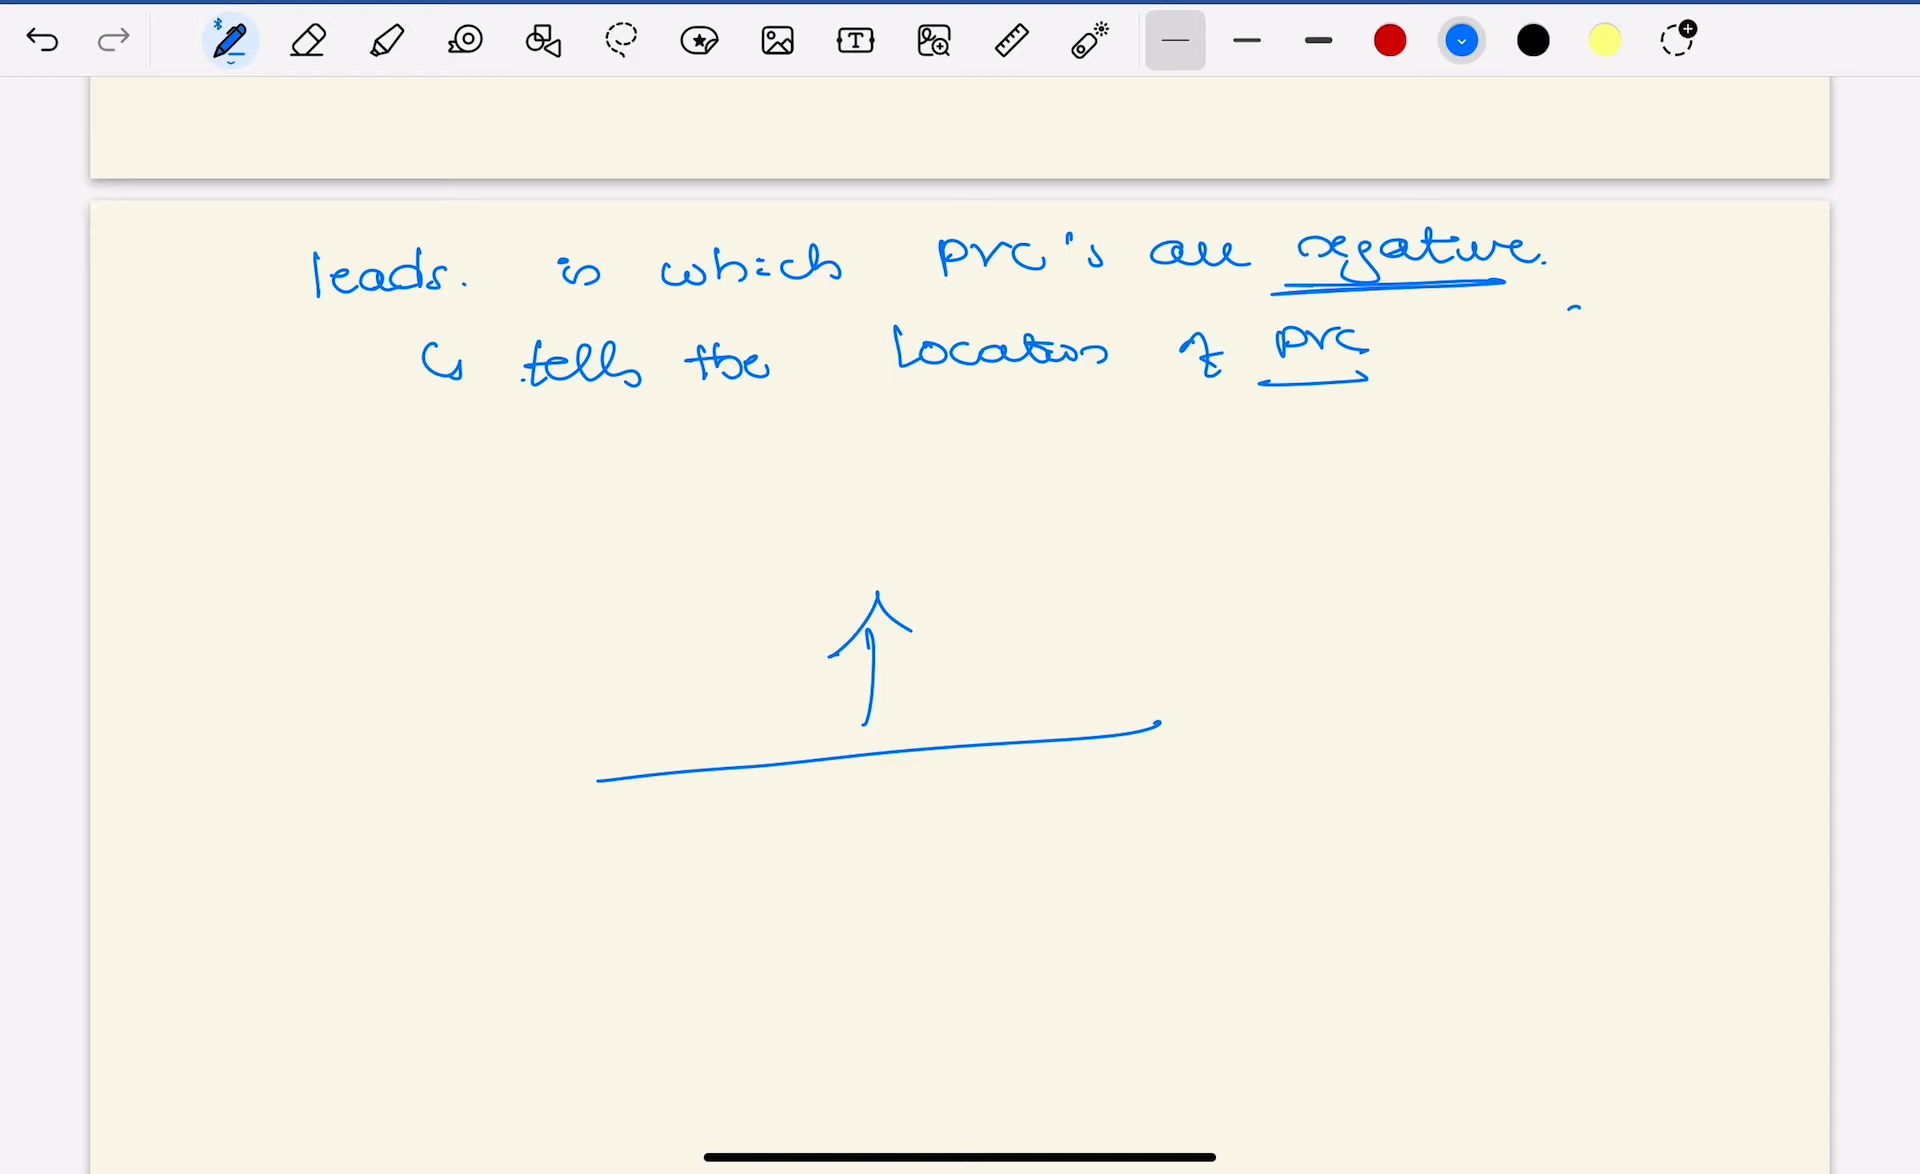 leads. in which PVC's are negative.
↳ tells the location of PVC